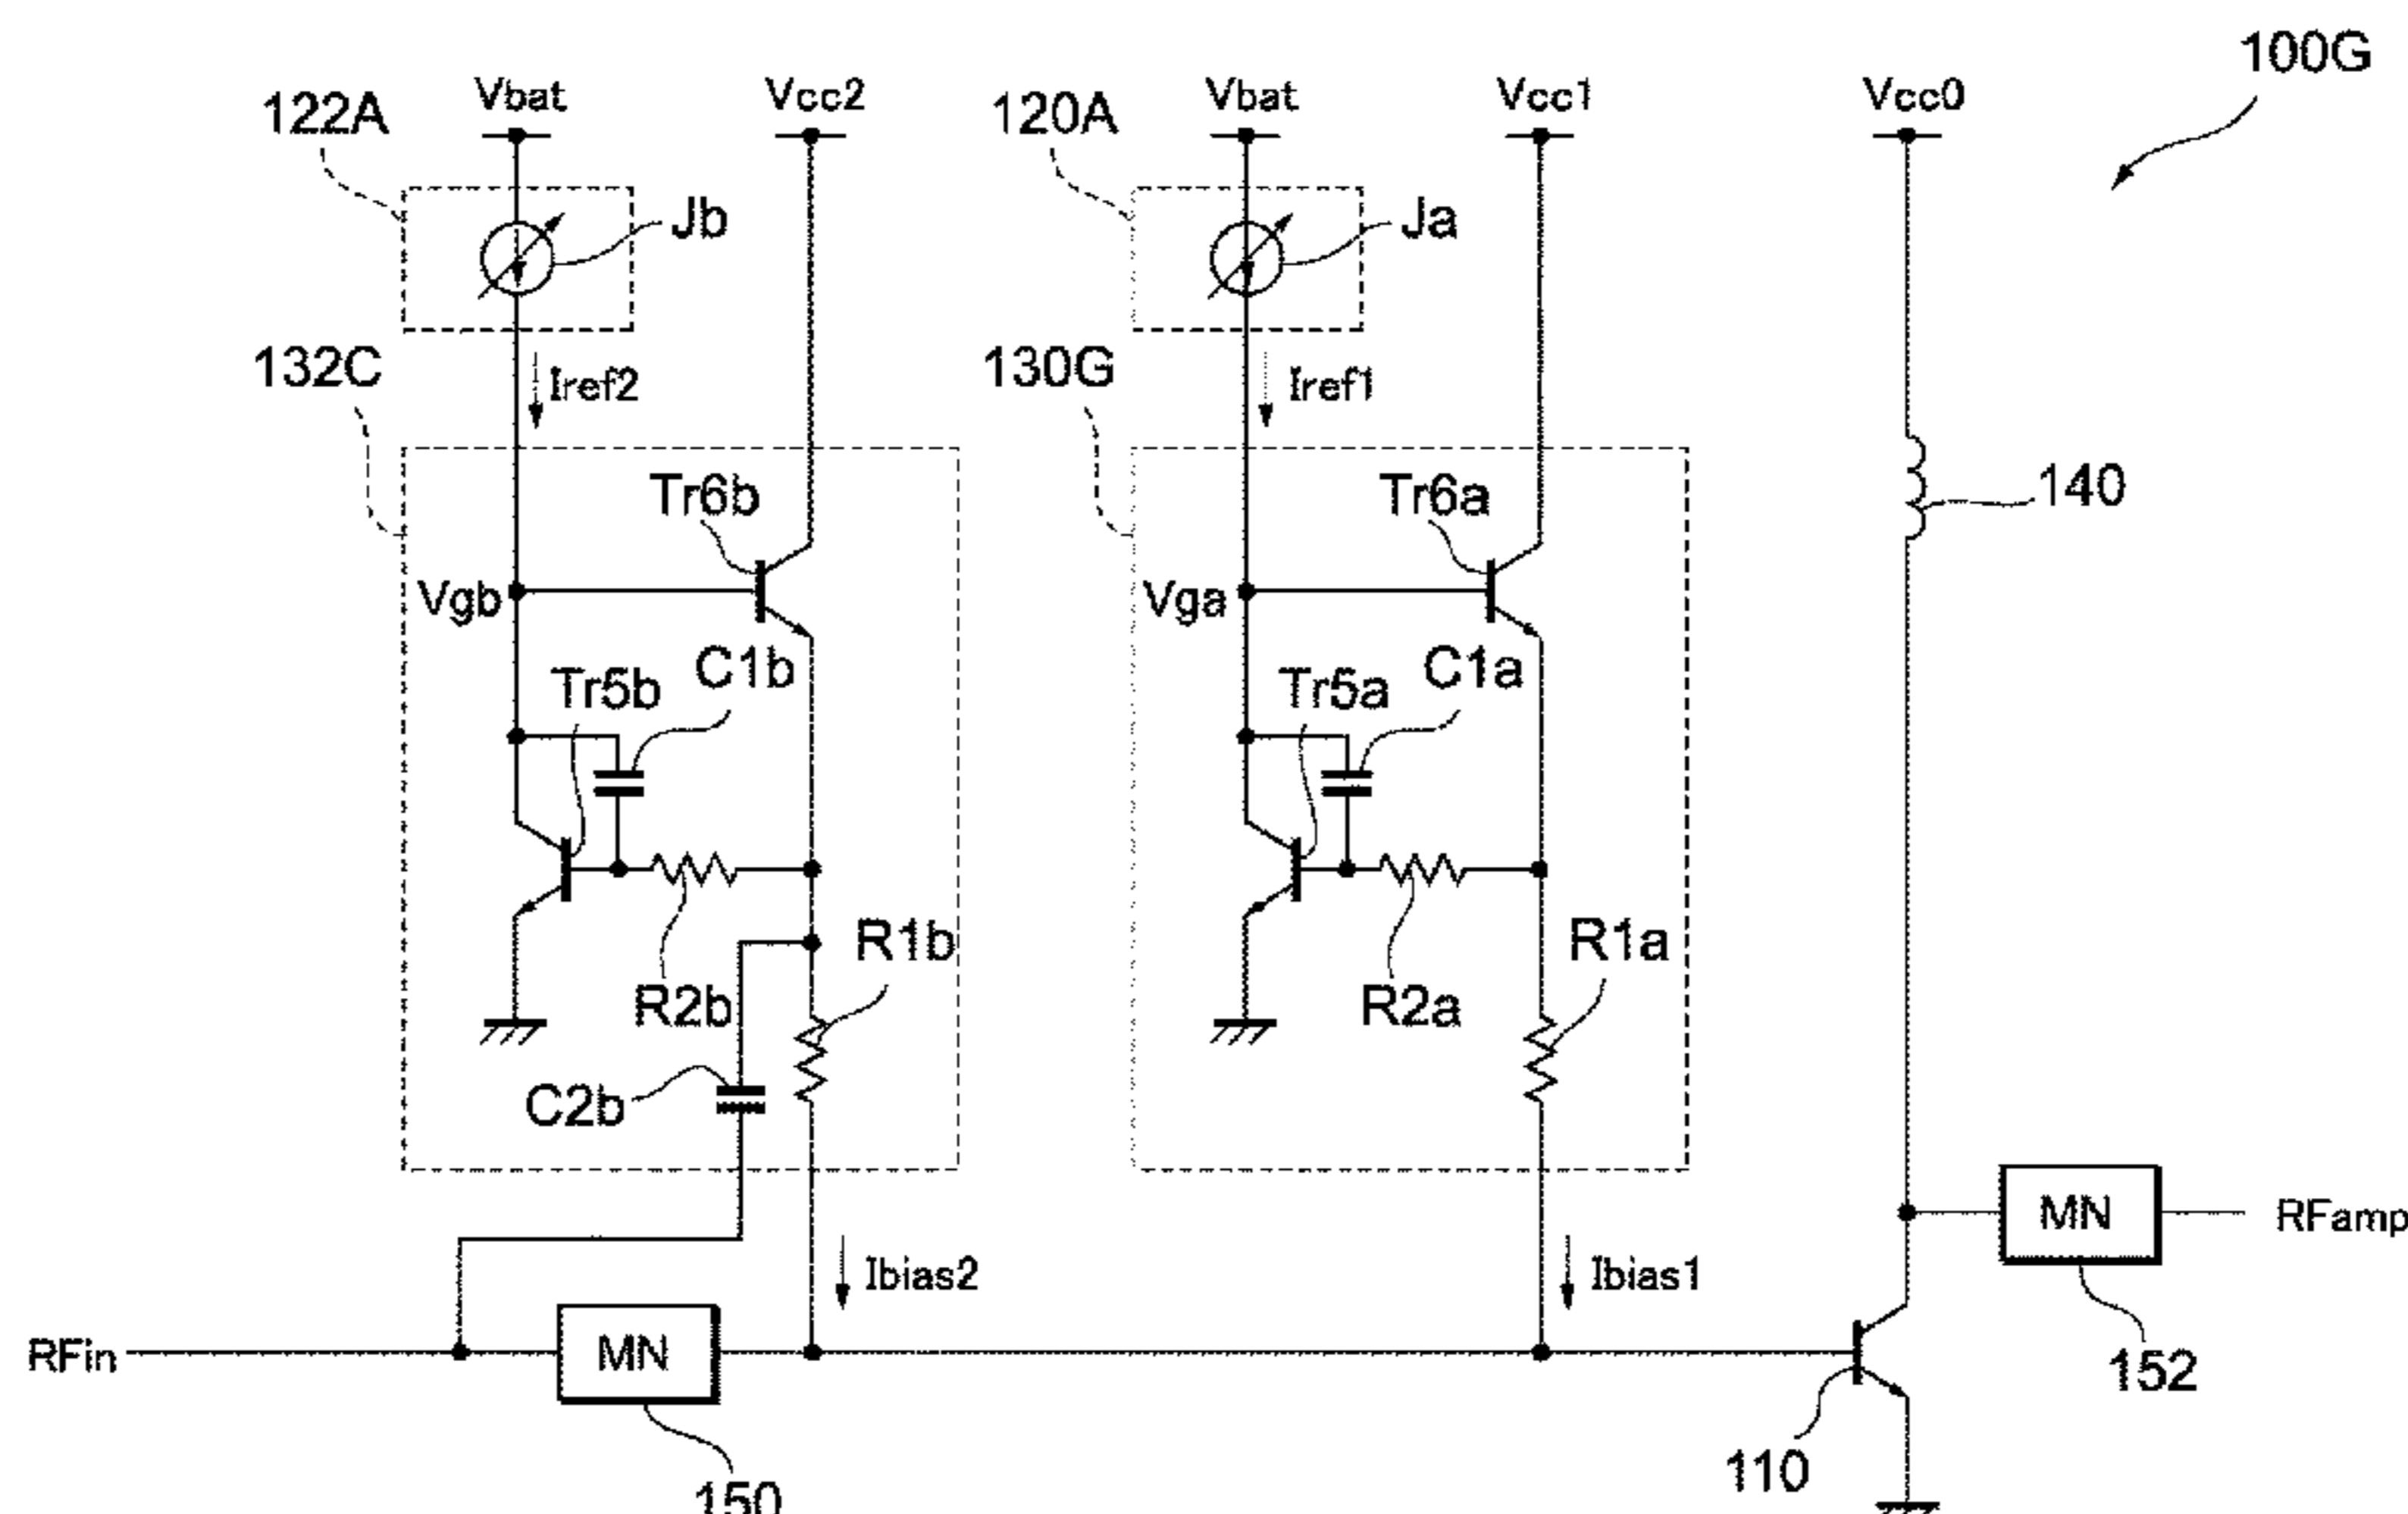 100G
Vbat
Vcc2
Vbat
Vcc1
Vcc0
122A
120A
Jb
Ja
132C
Iref2
130G
Iref1
Tr6b
Tr6a
140
Vgb
Vga
Tr5b
C1b
Tr5a
C1a
R1b
R1a
R2b
R2a
C2b
MN
RFamp
Ibias2
Ibias1
RFin
MN
152
110
150